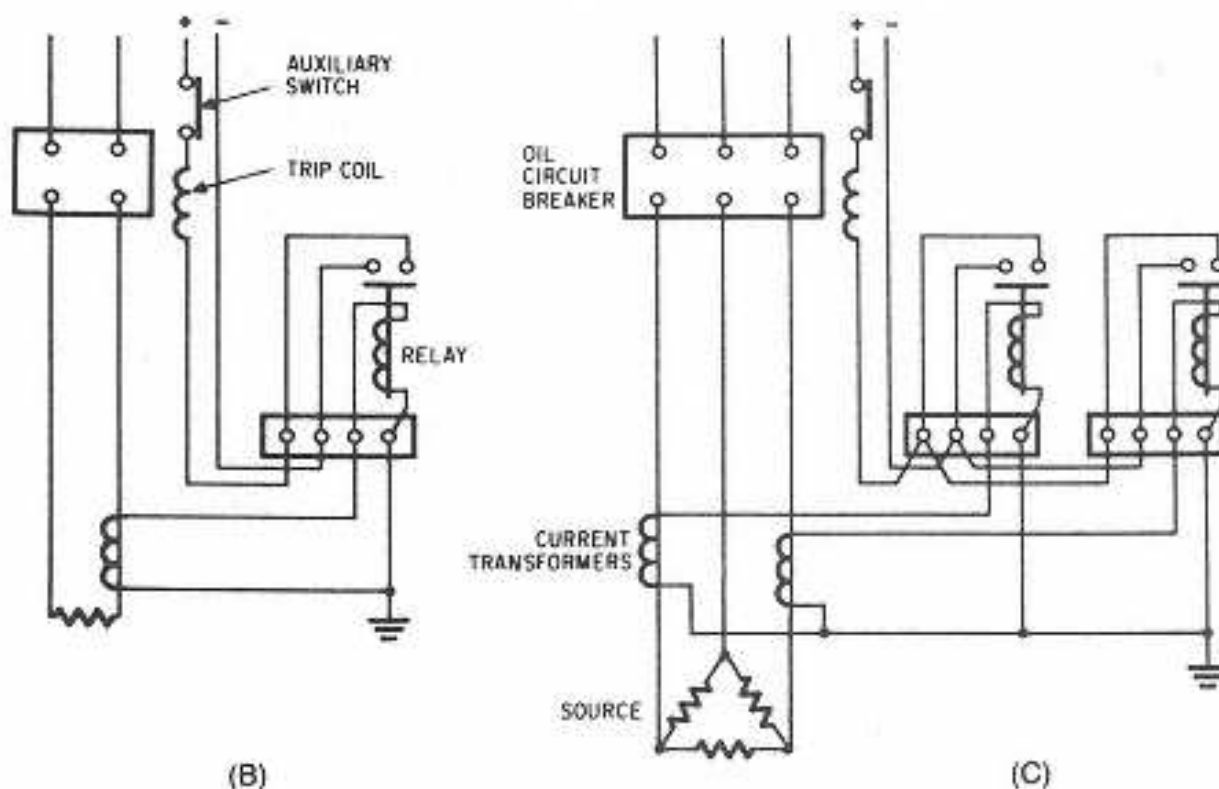 + -
AUXILIARY
SWITCH
TRIP COIL
RELAY
(B)
+ -
OIL
CIRCUIT
BREAKER
CURRENT
TRANSFORMERS
SOURCE
(C)